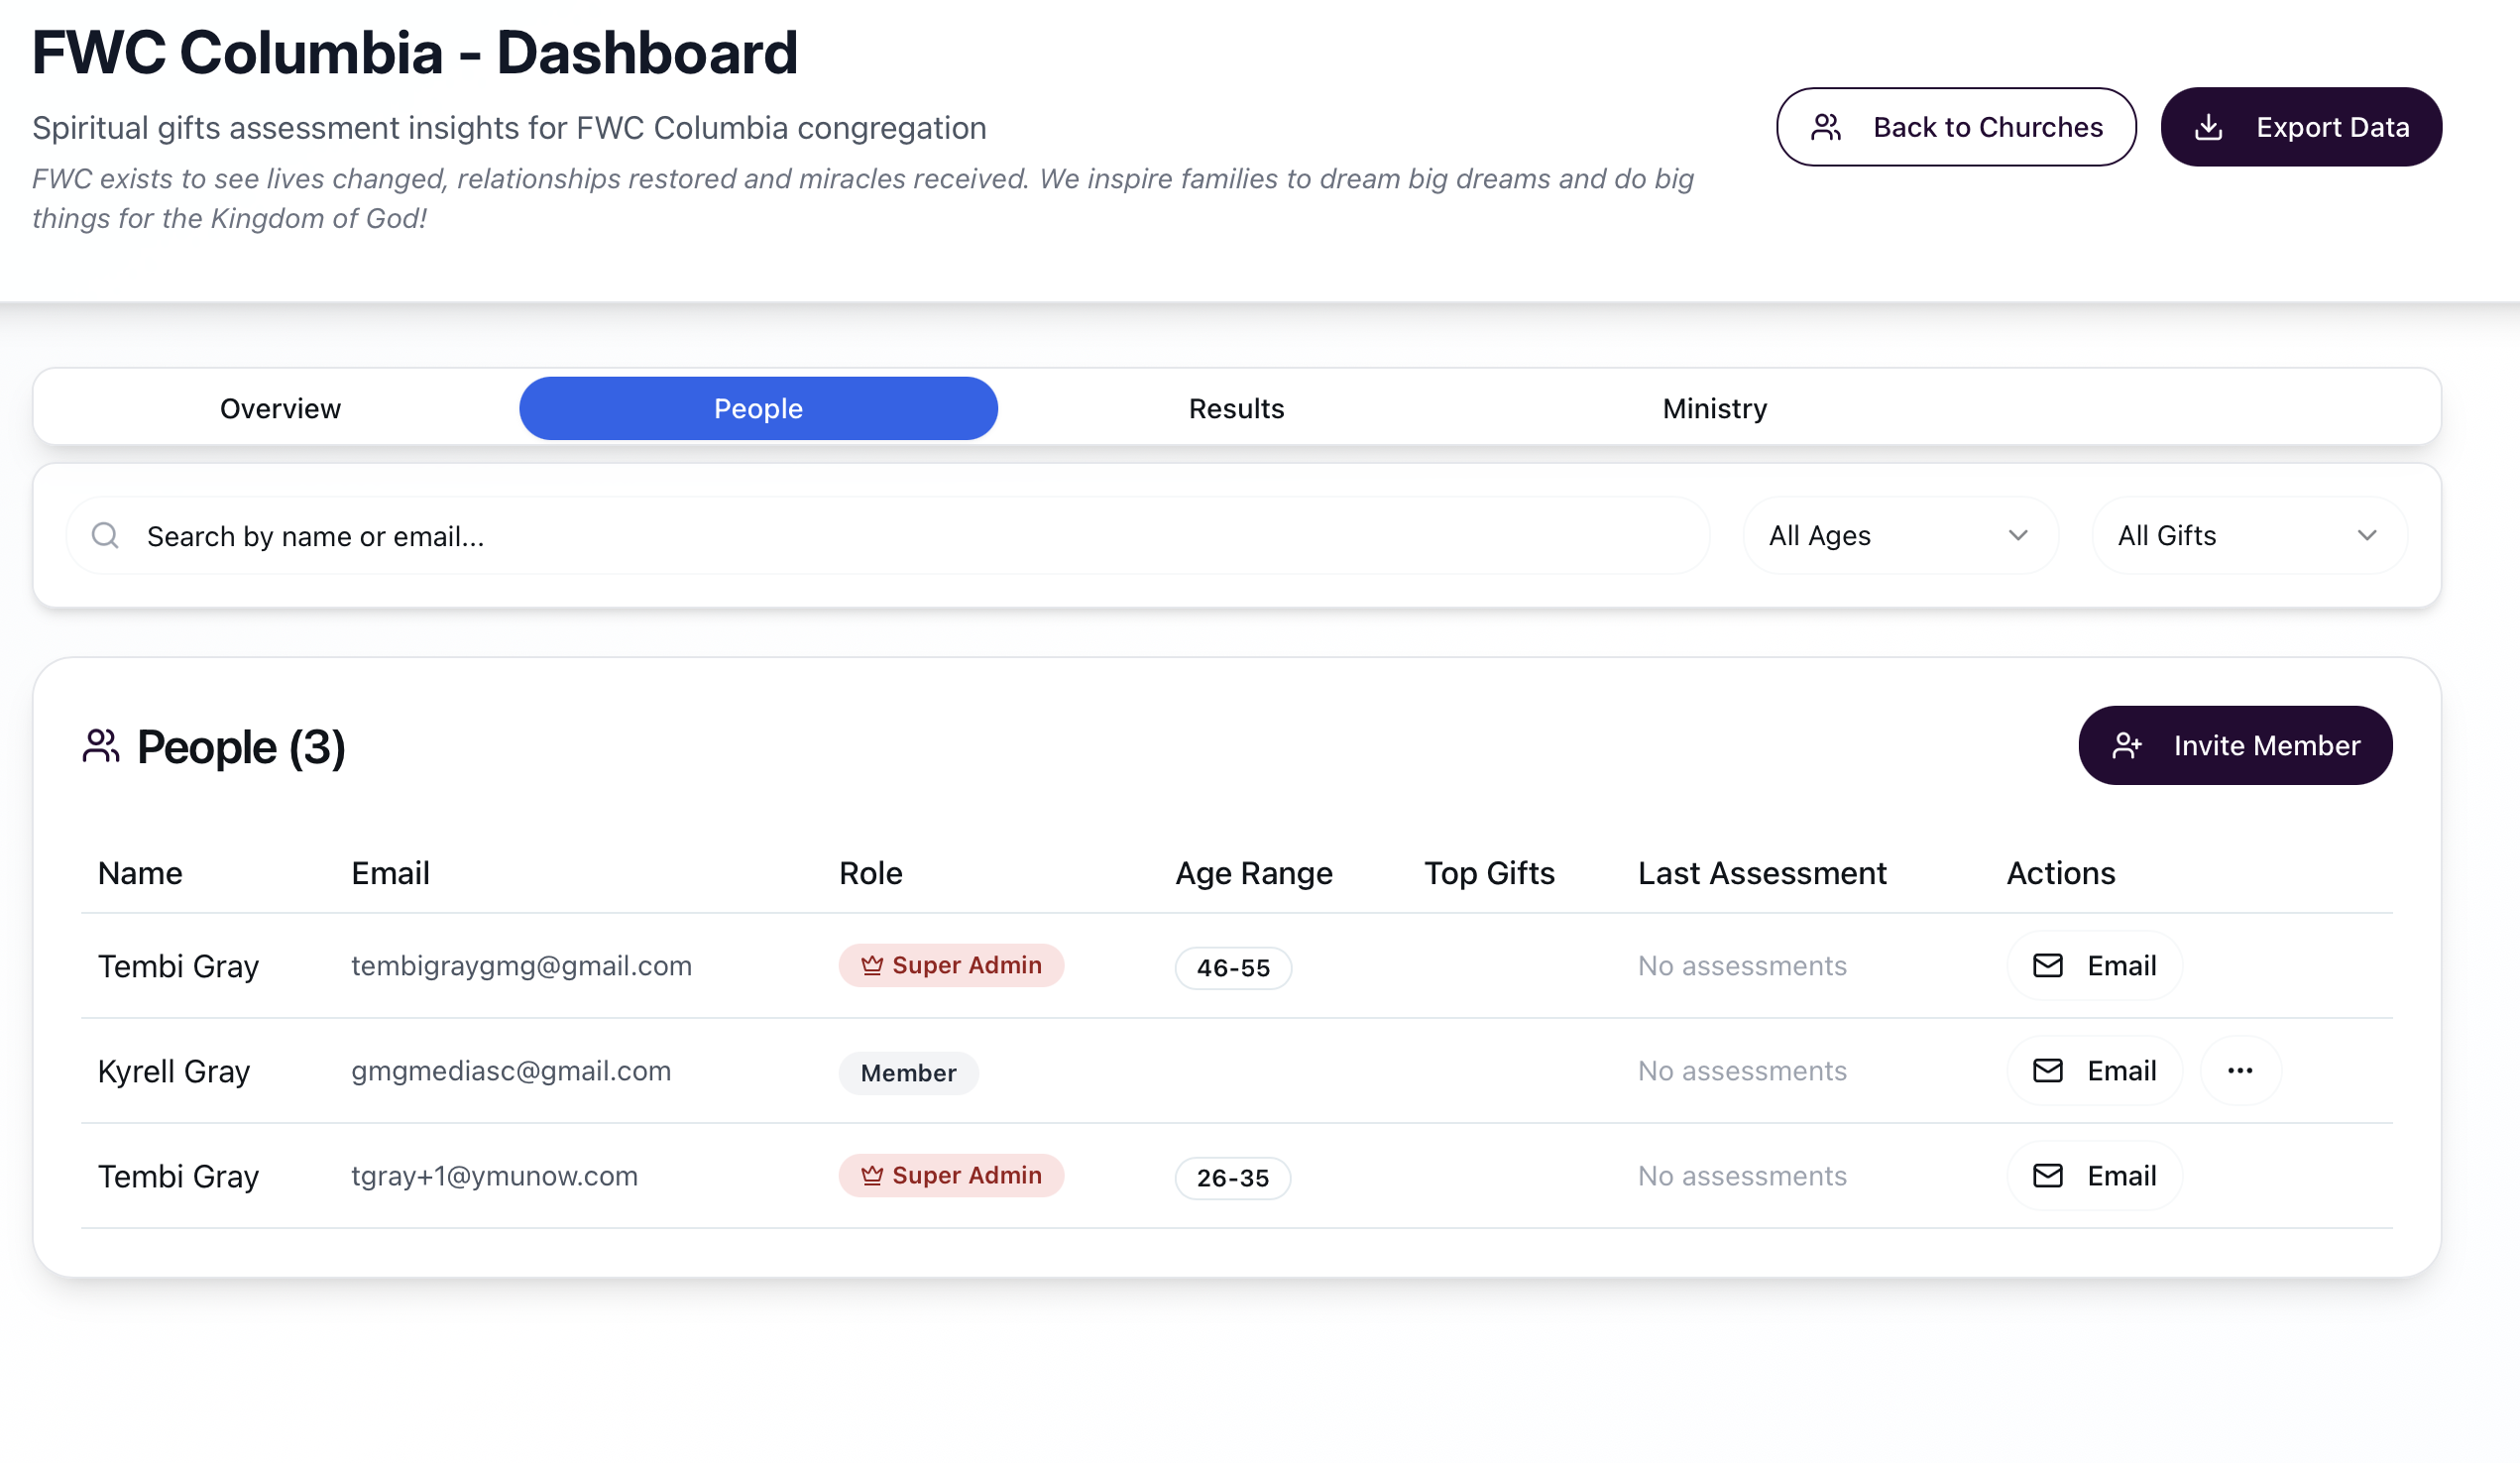 FWC Columbia - Dashboard
Spiritual gifts assessment insights for FWC Columbia congregation
FWC exists to see lives changed, relationships restored and miracles received. We inspire families to dream big dreams and do big
things for the Kingdom of God!
Back to Churches
Export Data
Overview People Results Ministry
Search by name or email... All Ages All Gifts
People (3) Invite Member
Name Email Role Age Range Top Gifts Last Assessment Actions
Tembi Gray tembigraygmg@gmail.com Super Admin 46-55 No assessments Email
Kyrell Gray gmgmediasc@gmail.com Member No assessments Email ...
Tembi Gray tgray+1@ymunow.com Super Admin 26-35 No assessments Email